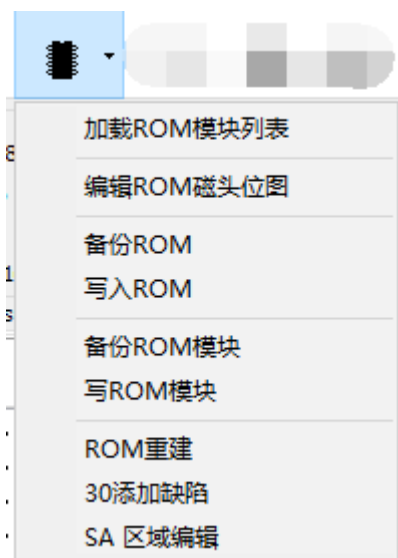 加载ROM模块列表
编辑ROM磁头位图
备份ROM
写入ROM
备份ROM模块
写ROM模块
ROM重建
30添加缺陷
SA 区域编辑